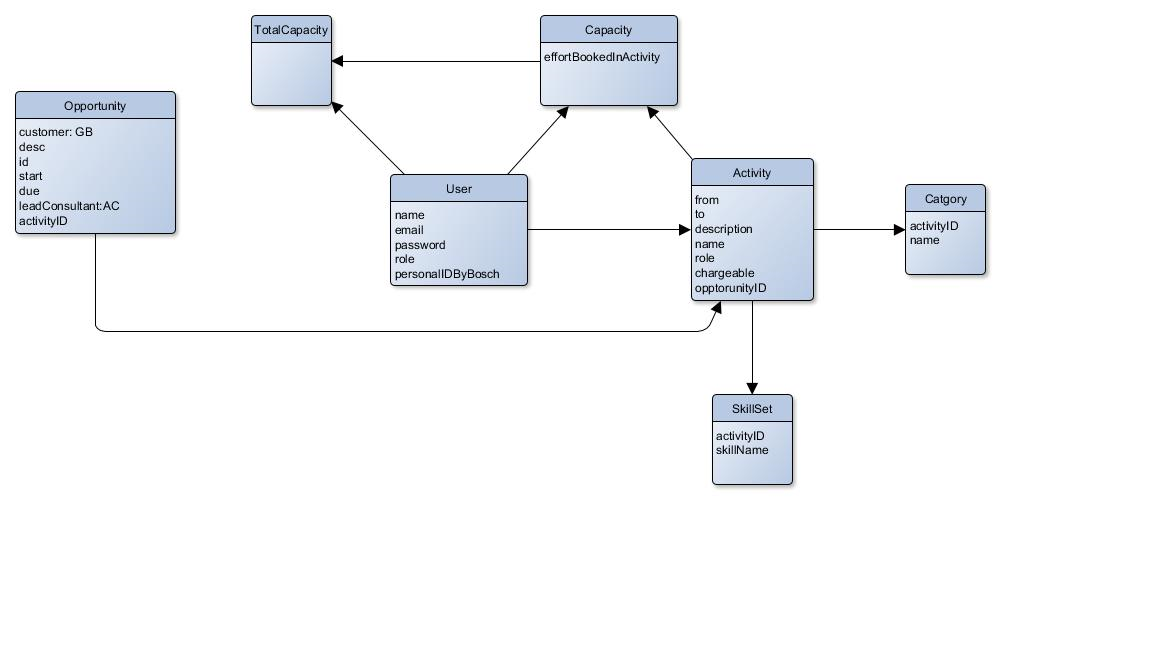 TotalCapacity
Capacity
effortBookedInActivity
Opportunity
customer: GB
desc
id
start
due
leadConsultant:AC
activityID
User
name
email
password
role
personalIDByBosch
Activity
from
to
description
name
role
chargeable
opptorunityID
Catgory
activityID
name
SkillSet
activityID
skillName